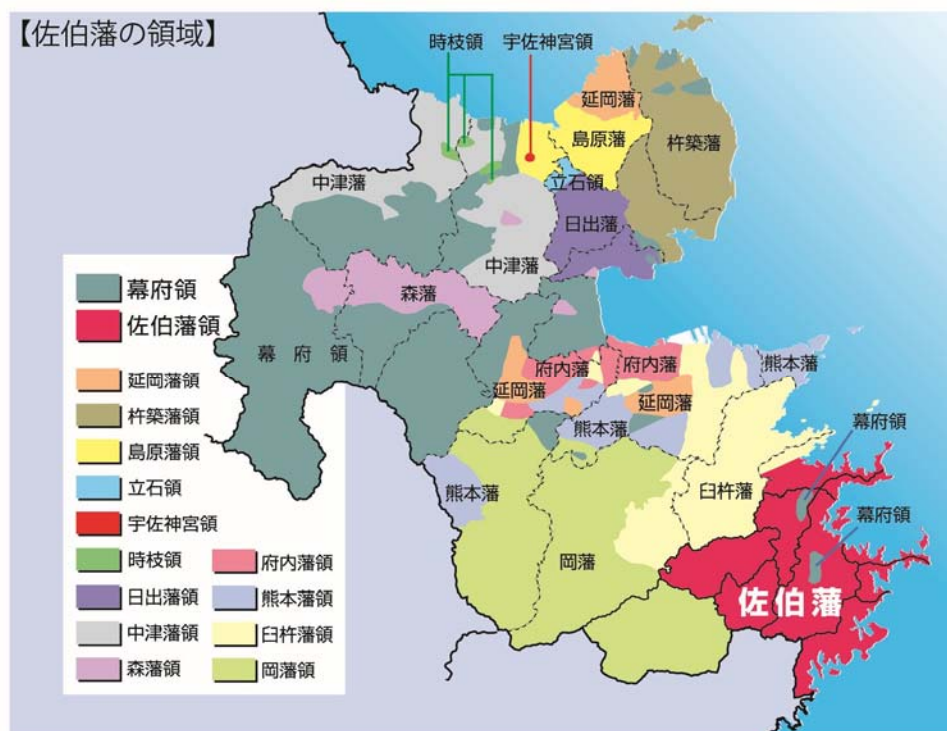 【佐伯藩の領域】
時枝領
宇佐神宮領
延岡藩
島原藩
杵築藩
中津藩
立石領
日出藩
中津藩
森藩
幕府領
府内藩
府内藩
熊本藩
延岡藩
延岡藩
熊本藩
幕府領
熊本藩
臼杵藩
幕府領
岡藩
佐伯藩
幕府領
佐伯藩領
延岡藩領
杵築藩領
島原藩領
立石領
宇佐神宮領
時枝領
日出藩領
中津藩領
森藩領
府内藩領
熊本藩領
臼杵藩領
岡藩領